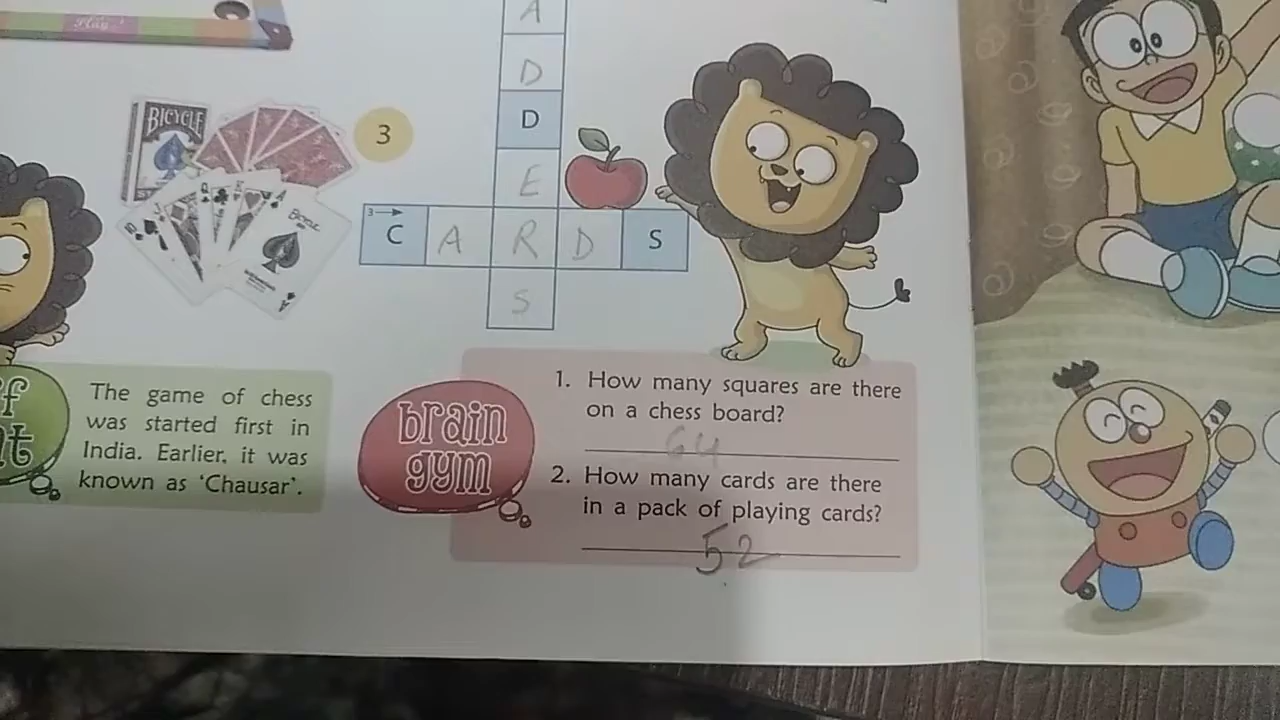 Play
BICYCLE
3
A
D
D
E
3→
C A R D S
S
The game of chess
was started first in
India. Earlier, it was
known as ‘Chausar’.
brain
gym
1. How many squares are there
on a chess board?
64
2. How many cards are there
in a pack of playing cards?
52